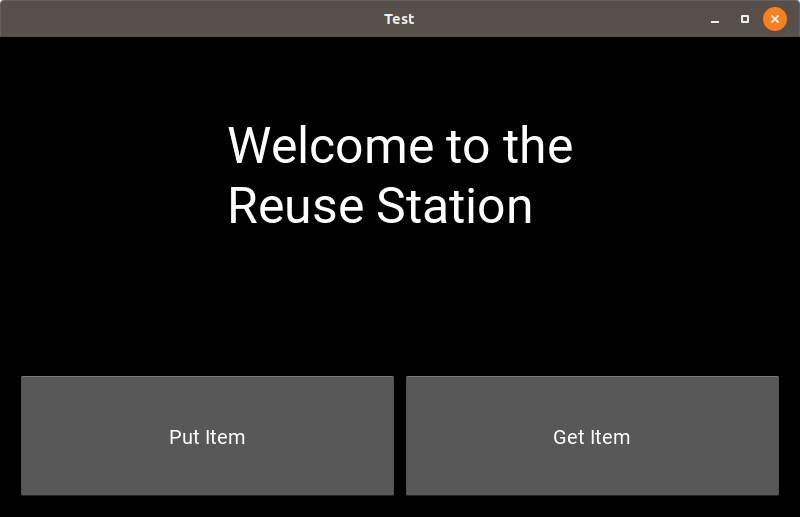 Test
Welcome to the
Reuse Station
Put Item
Get Item